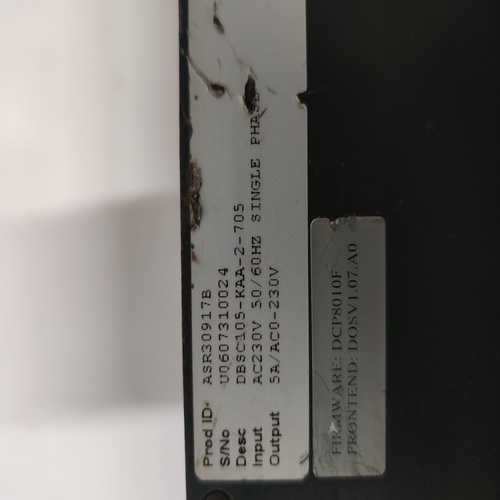 Prod ID: ASR30917B
S/No U0607310024
Desc DBSC105-KAA-2-705
Input AC230V 50/60HZ SINGLE PHASE
Output 5A/AC0-230V
FIRMWARE: DCP8010F
FRONTEND: DOSV1.07.A0